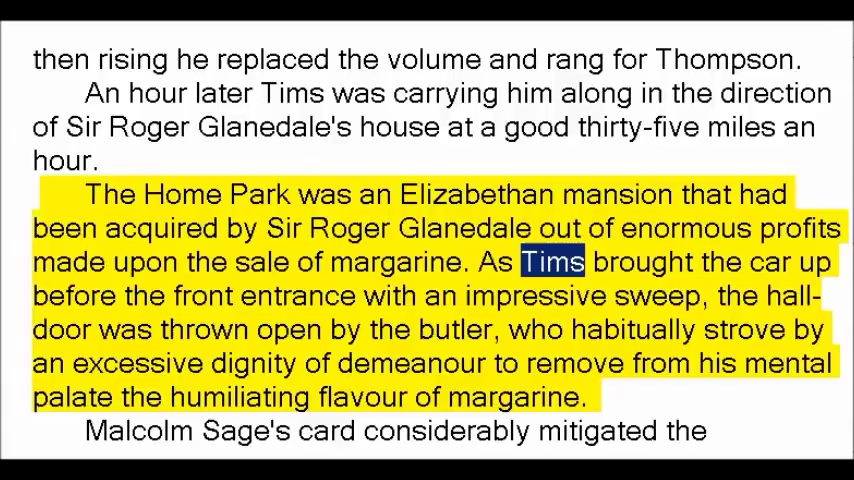 then rising he replaced the volume and rang for Thompson.
An hour later Tims was carrying him along in the direction
of Sir Roger Glanedale's house at a good thirty-five miles an
hour.
The Home Park was an Elizabethan mansion that had
been acquired by Sir Roger Glanedale out of enormous profits
made upon the sale of margarine. As Tims brought the car up
before the front entrance with an impressive sweep, the hall-
door was thrown open by the butler, who habitually strove by
an excessive dignity of demeanour to remove from his mental
palate the humiliating flavour of margarine.
Malcolm Sage's card considerably mitigated the